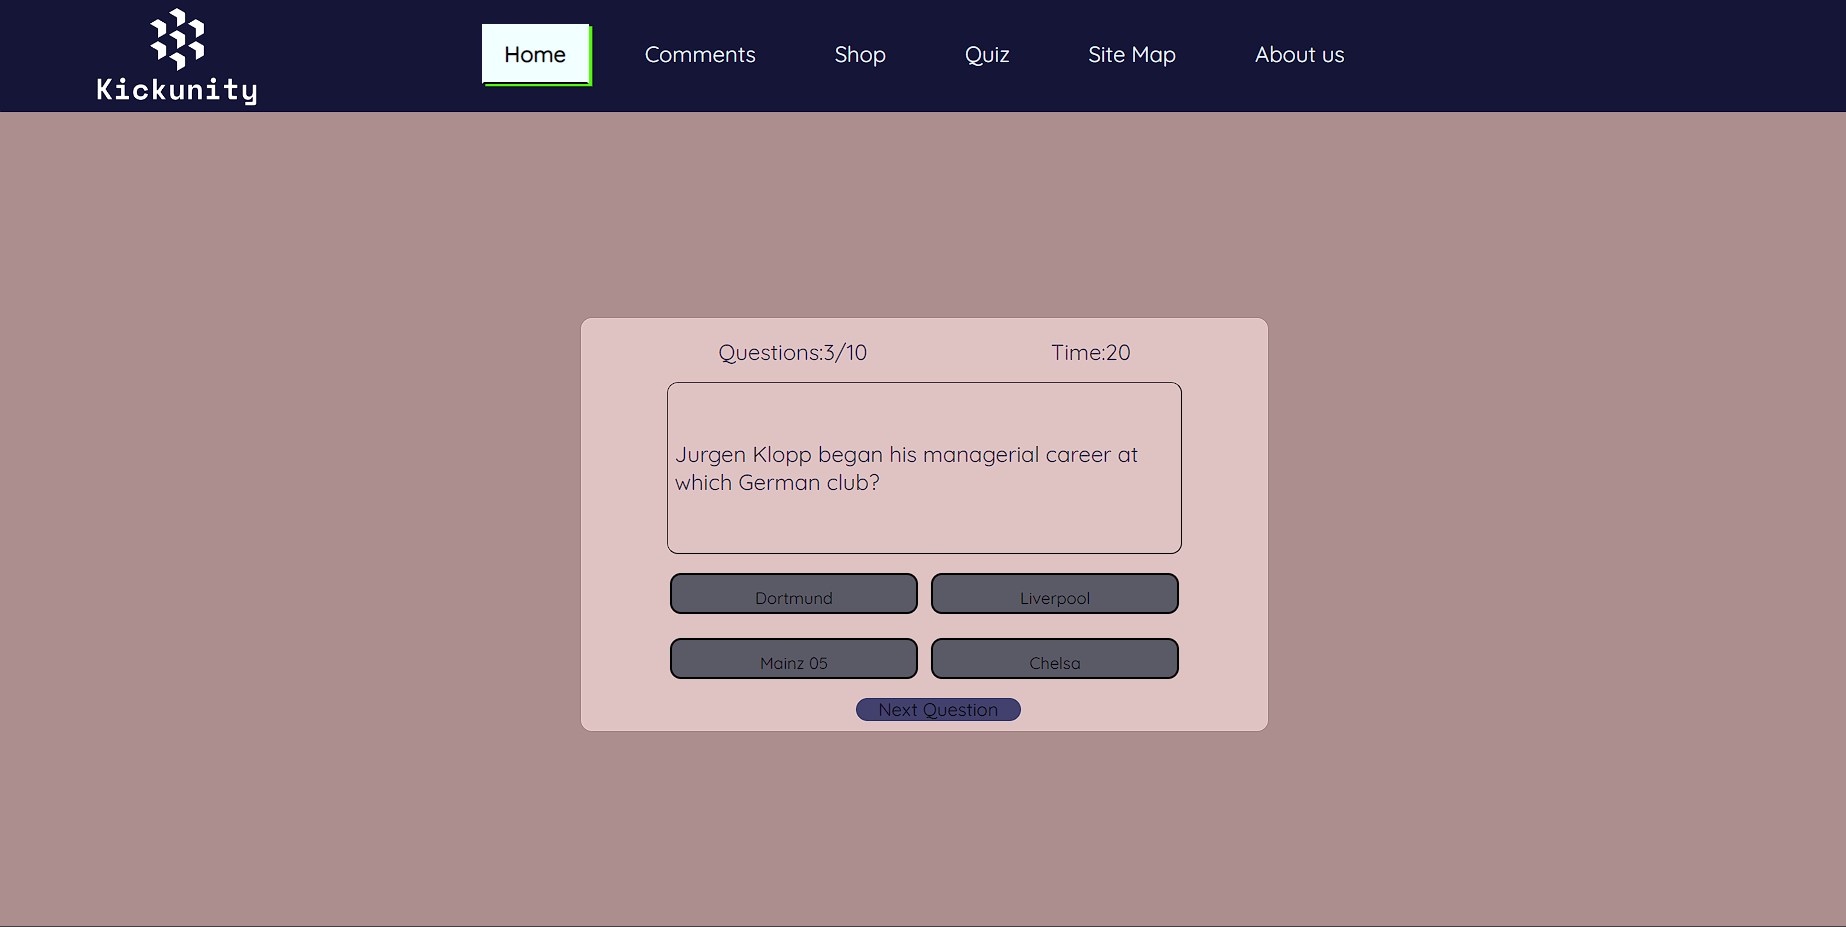 Kickunity
Home
Comments
Shop
Quiz
Site Map
About us
Questions:3/10
Time:20
Jurgen Klopp began his managerial career at
which German club?
Dortmund
Liverpool
Mainz 05
Chelsa
Next Question